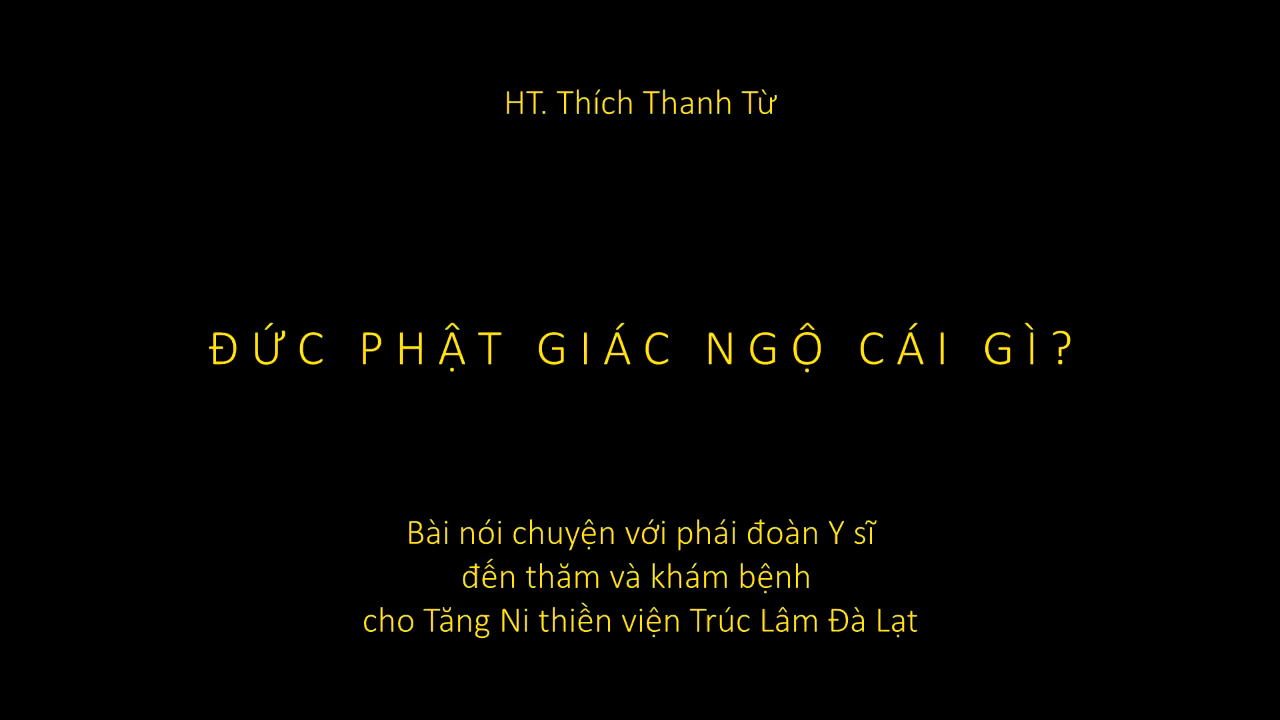 HT. Thích Thanh Từ
ĐỨC PHẬT GIÁC NGỘ CÁI GÌ?
Bài nói chuyện với phái đoàn Y sĩ
đến thăm và khám bệnh
cho Tăng Ni thiền viện Trúc Lâm Đà Lạt